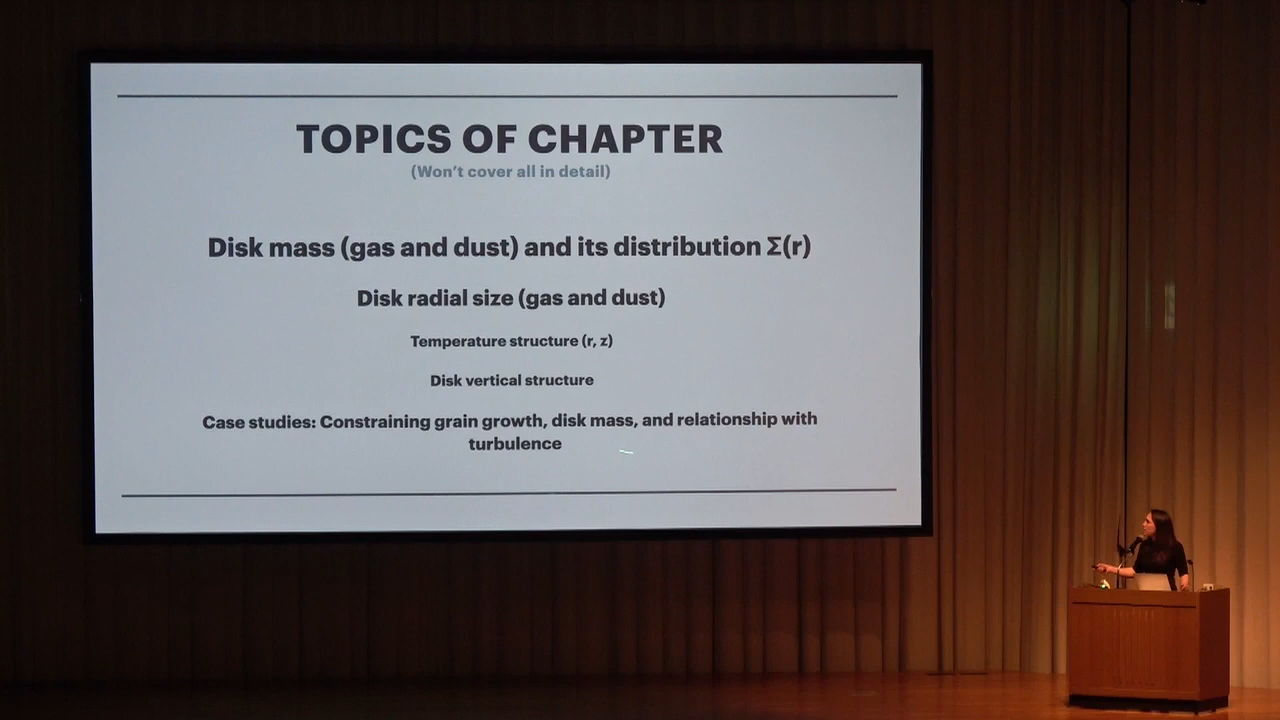 TOPICS OF CHAPTER
(Won't cover all in detail)
Disk mass (gas and dust) and its distribution Σ(r)
Disk radial size (gas and dust)
Temperature structure (r, z)
Disk vertical structure
Case studies: Constraining grain growth, disk mass, and relationship with
turbulence